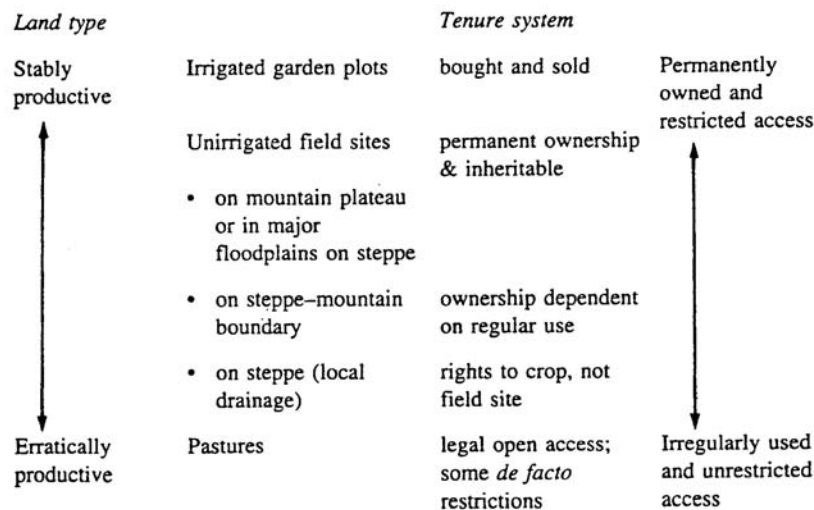 Land type
Tenure system
Stably
productive
Irrigated garden plots
bought and sold
Permanently
owned and
restricted access
Unirrigated field sites
permanent ownership
& inheritable
• on mountain plateau
or in major
floodplains on steppe
• on steppe–mountain
boundary
ownership dependent
on regular use
• on steppe (local
drainage)
rights to crop, not
field site
Erratically
productive
Pastures
legal open access;
some de facto
restrictions
Irregularly used
and unrestricted
access